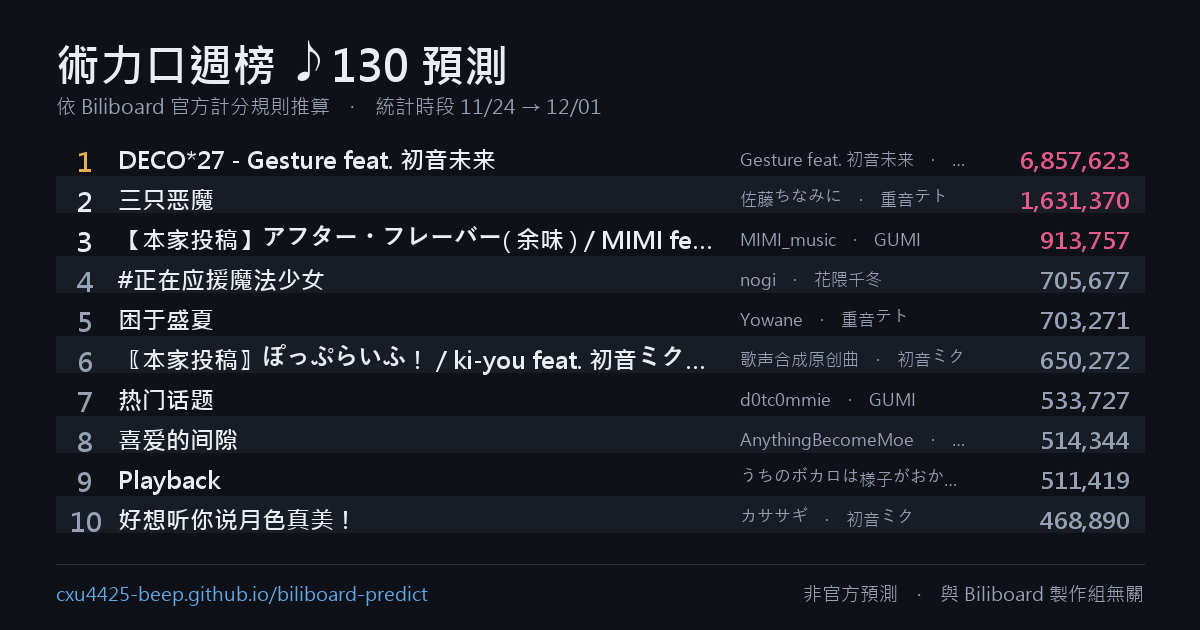 術力口週榜 ♪130 預測
依 Biliboard 官方計分規則推算 · 統計時段 11/24 → 12/01
1 DECO*27 - Gesture feat. 初音未来 Gesture feat. 初音未来 · ... 6,857,623
2 三只恶魔 佐藤ちなみに · 重音テト 1,631,370
3 【本家投稿】アフター・フレーバー(余味) / MIMI fe... MIMI_music · GUMI 913,757
4 #正在应援魔法少女 nogi · 花隈千冬 705,677
5 困于盛夏 Yowane · 重音テト 703,271
6 〖本家投稿〗ぽっぷらいふ！ / ki-you feat. 初音ミク... 歌声合成原创曲 · 初音ミク 650,272
7 热门话题 d0tc0mmie · GUMI 533,727
8 喜爱的间隙 AnythingBecomeMoe · ... 514,344
9 Playback うちのボカロは様子がおか... 511,419
10 好想听你说月色真美！ カササギ · 初音ミク 468,890
cxu4425-beep.github.io/biliboard-predict 非官方預測 · 與 Biliboard 製作組無關